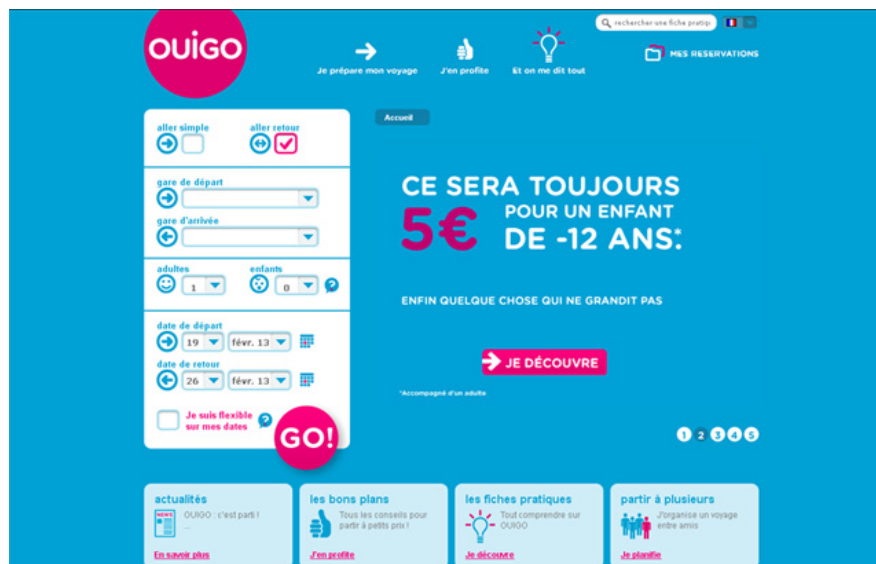 OUIGO
rechercher une fiche pratiqu
Je prépare mon voyage
J'en profite
Et on me dit tout
MES RESERVATIONS
aller simple
aller retour
gare de départ
gare d'arrivée
adultes
enfants
1
0
date de départ
19
févr. 13
date de retour
26
févr. 13
Je suis flexible
sur mes dates
GO!
Accueil
CE SERA TOUJOURS
5€ POUR UN ENFANT
DE -12 ANS*.
ENFIN QUELQUE CHOSE QUI NE GRANDIT PAS
JE DÉCOUVRE
*Accompagné d'un adulte
1 2 3 4 5
actualités
NEWS
OUIGO : c'est parti !
...
En savoir plus
les bons plans
Tous les conseils pour
partir à petits prix !
J'en profite
les fiches pratiques
Tout comprendre sur
OUIGO
Je découvre
partir à plusieurs
J'organise un voyage
entre amis
Je planifie